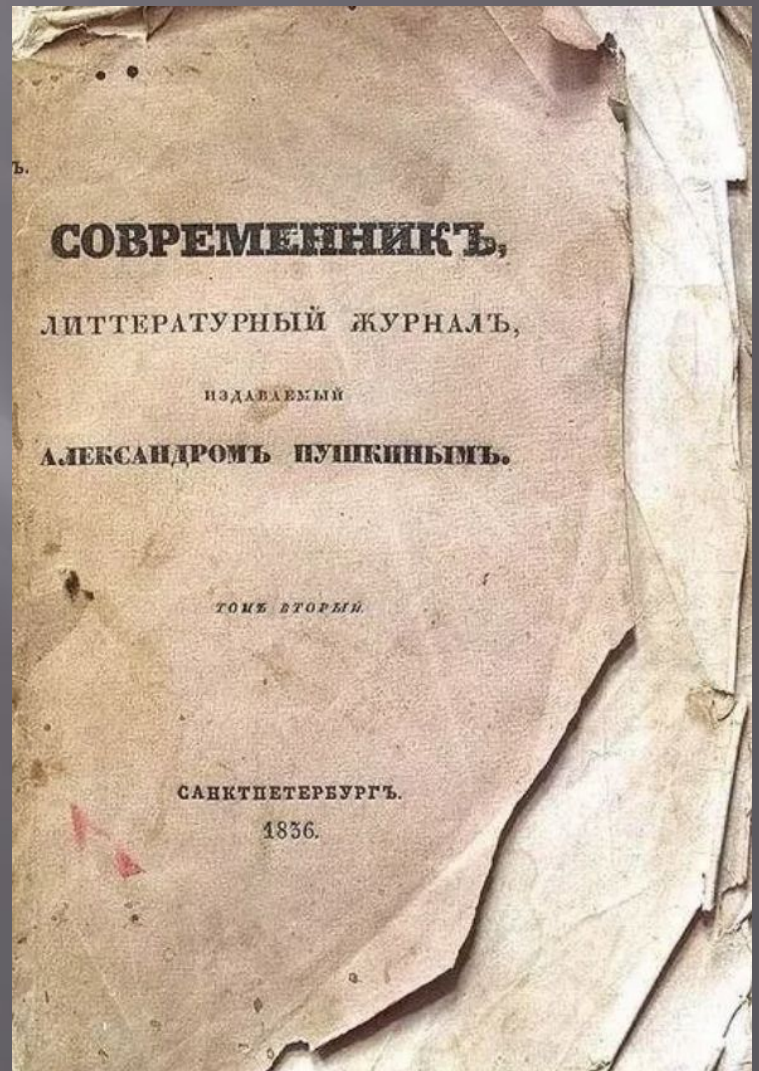 ъ.
СОВРЕМЕННИКЪ,
ЛИТТЕРАТУРНЫЙ ЖУРНАЛЪ,
ИЗДАВАЕМЫЙ
АЛЕКСАНДРОМЪ ПУШКИНЫМЪ.
ТОМЪ ВТОРЫЙ.
САНКТПЕТЕРБУРГЪ.
1836.